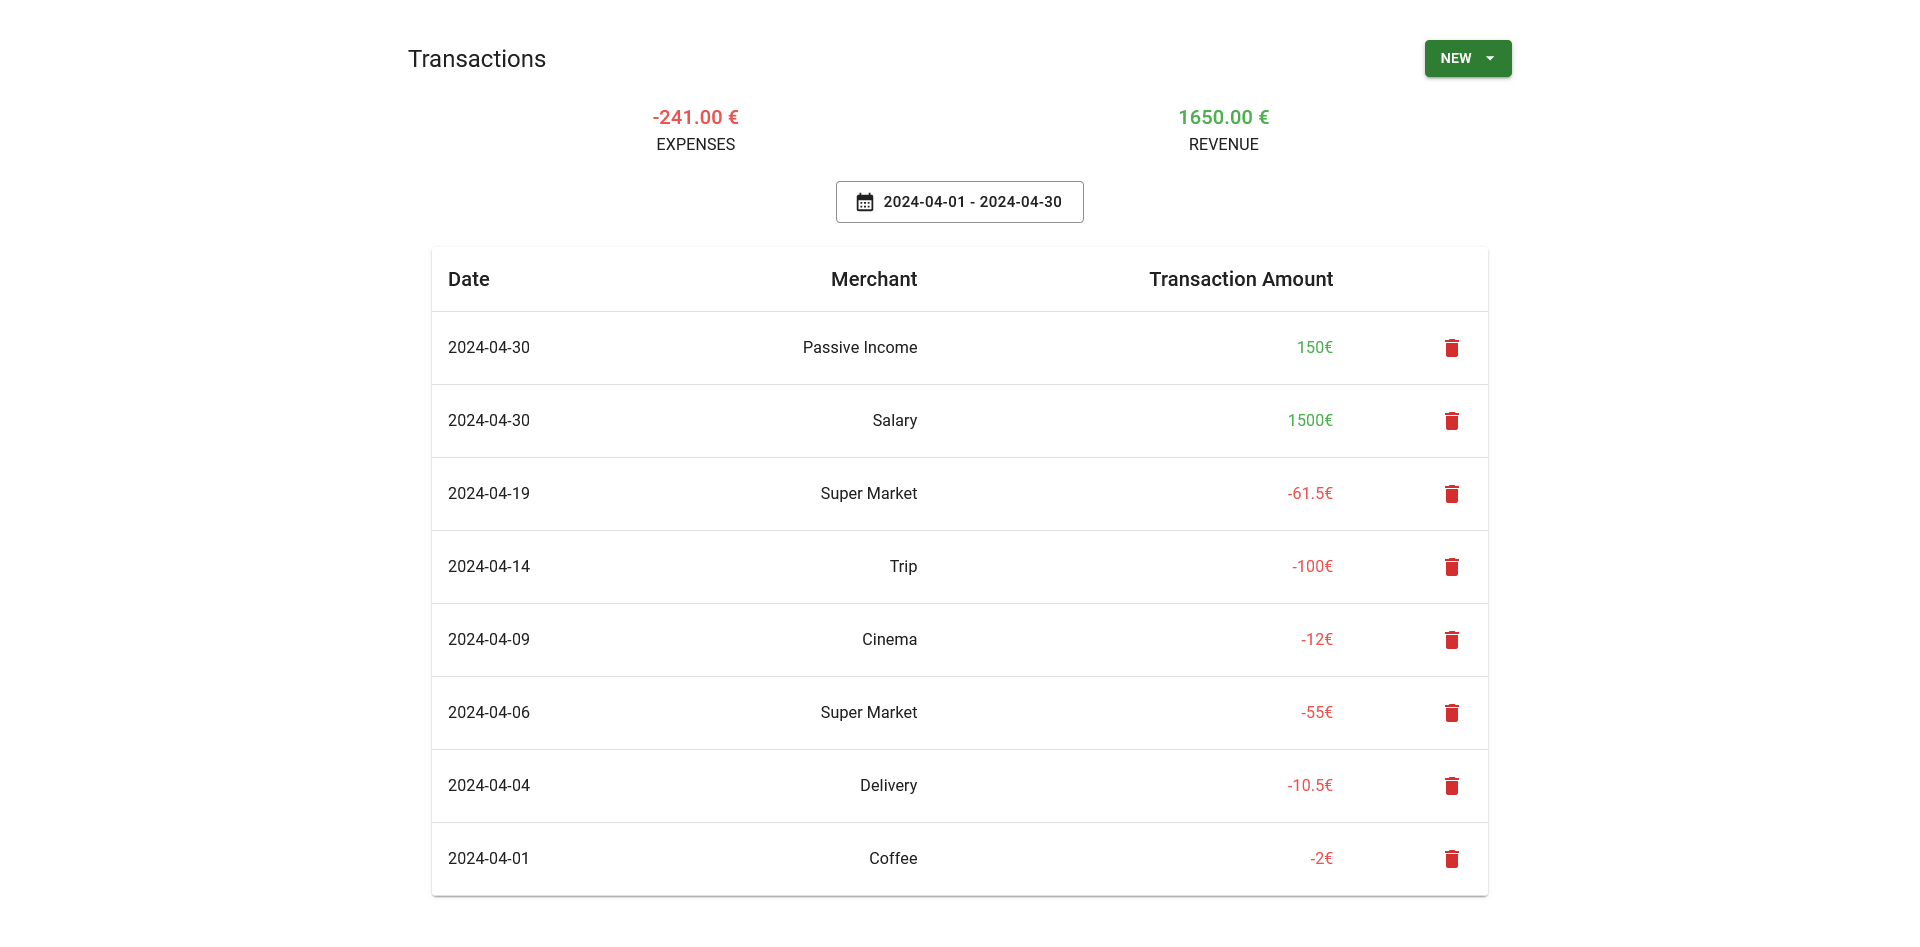 Transactions
NEW
-241.00 € 1650.00 €
EXPENSES REVENUE
2024-04-01 - 2024-04-30
Date Merchant Transaction Amount
2024-04-30 Passive Income 150€
2024-04-30 Salary 1500€
2024-04-19 Super Market -61.5€
2024-04-14 Trip -100€
2024-04-09 Cinema -12€
2024-04-06 Super Market -55€
2024-04-04 Delivery -10.5€
2024-04-01 Coffee -2€